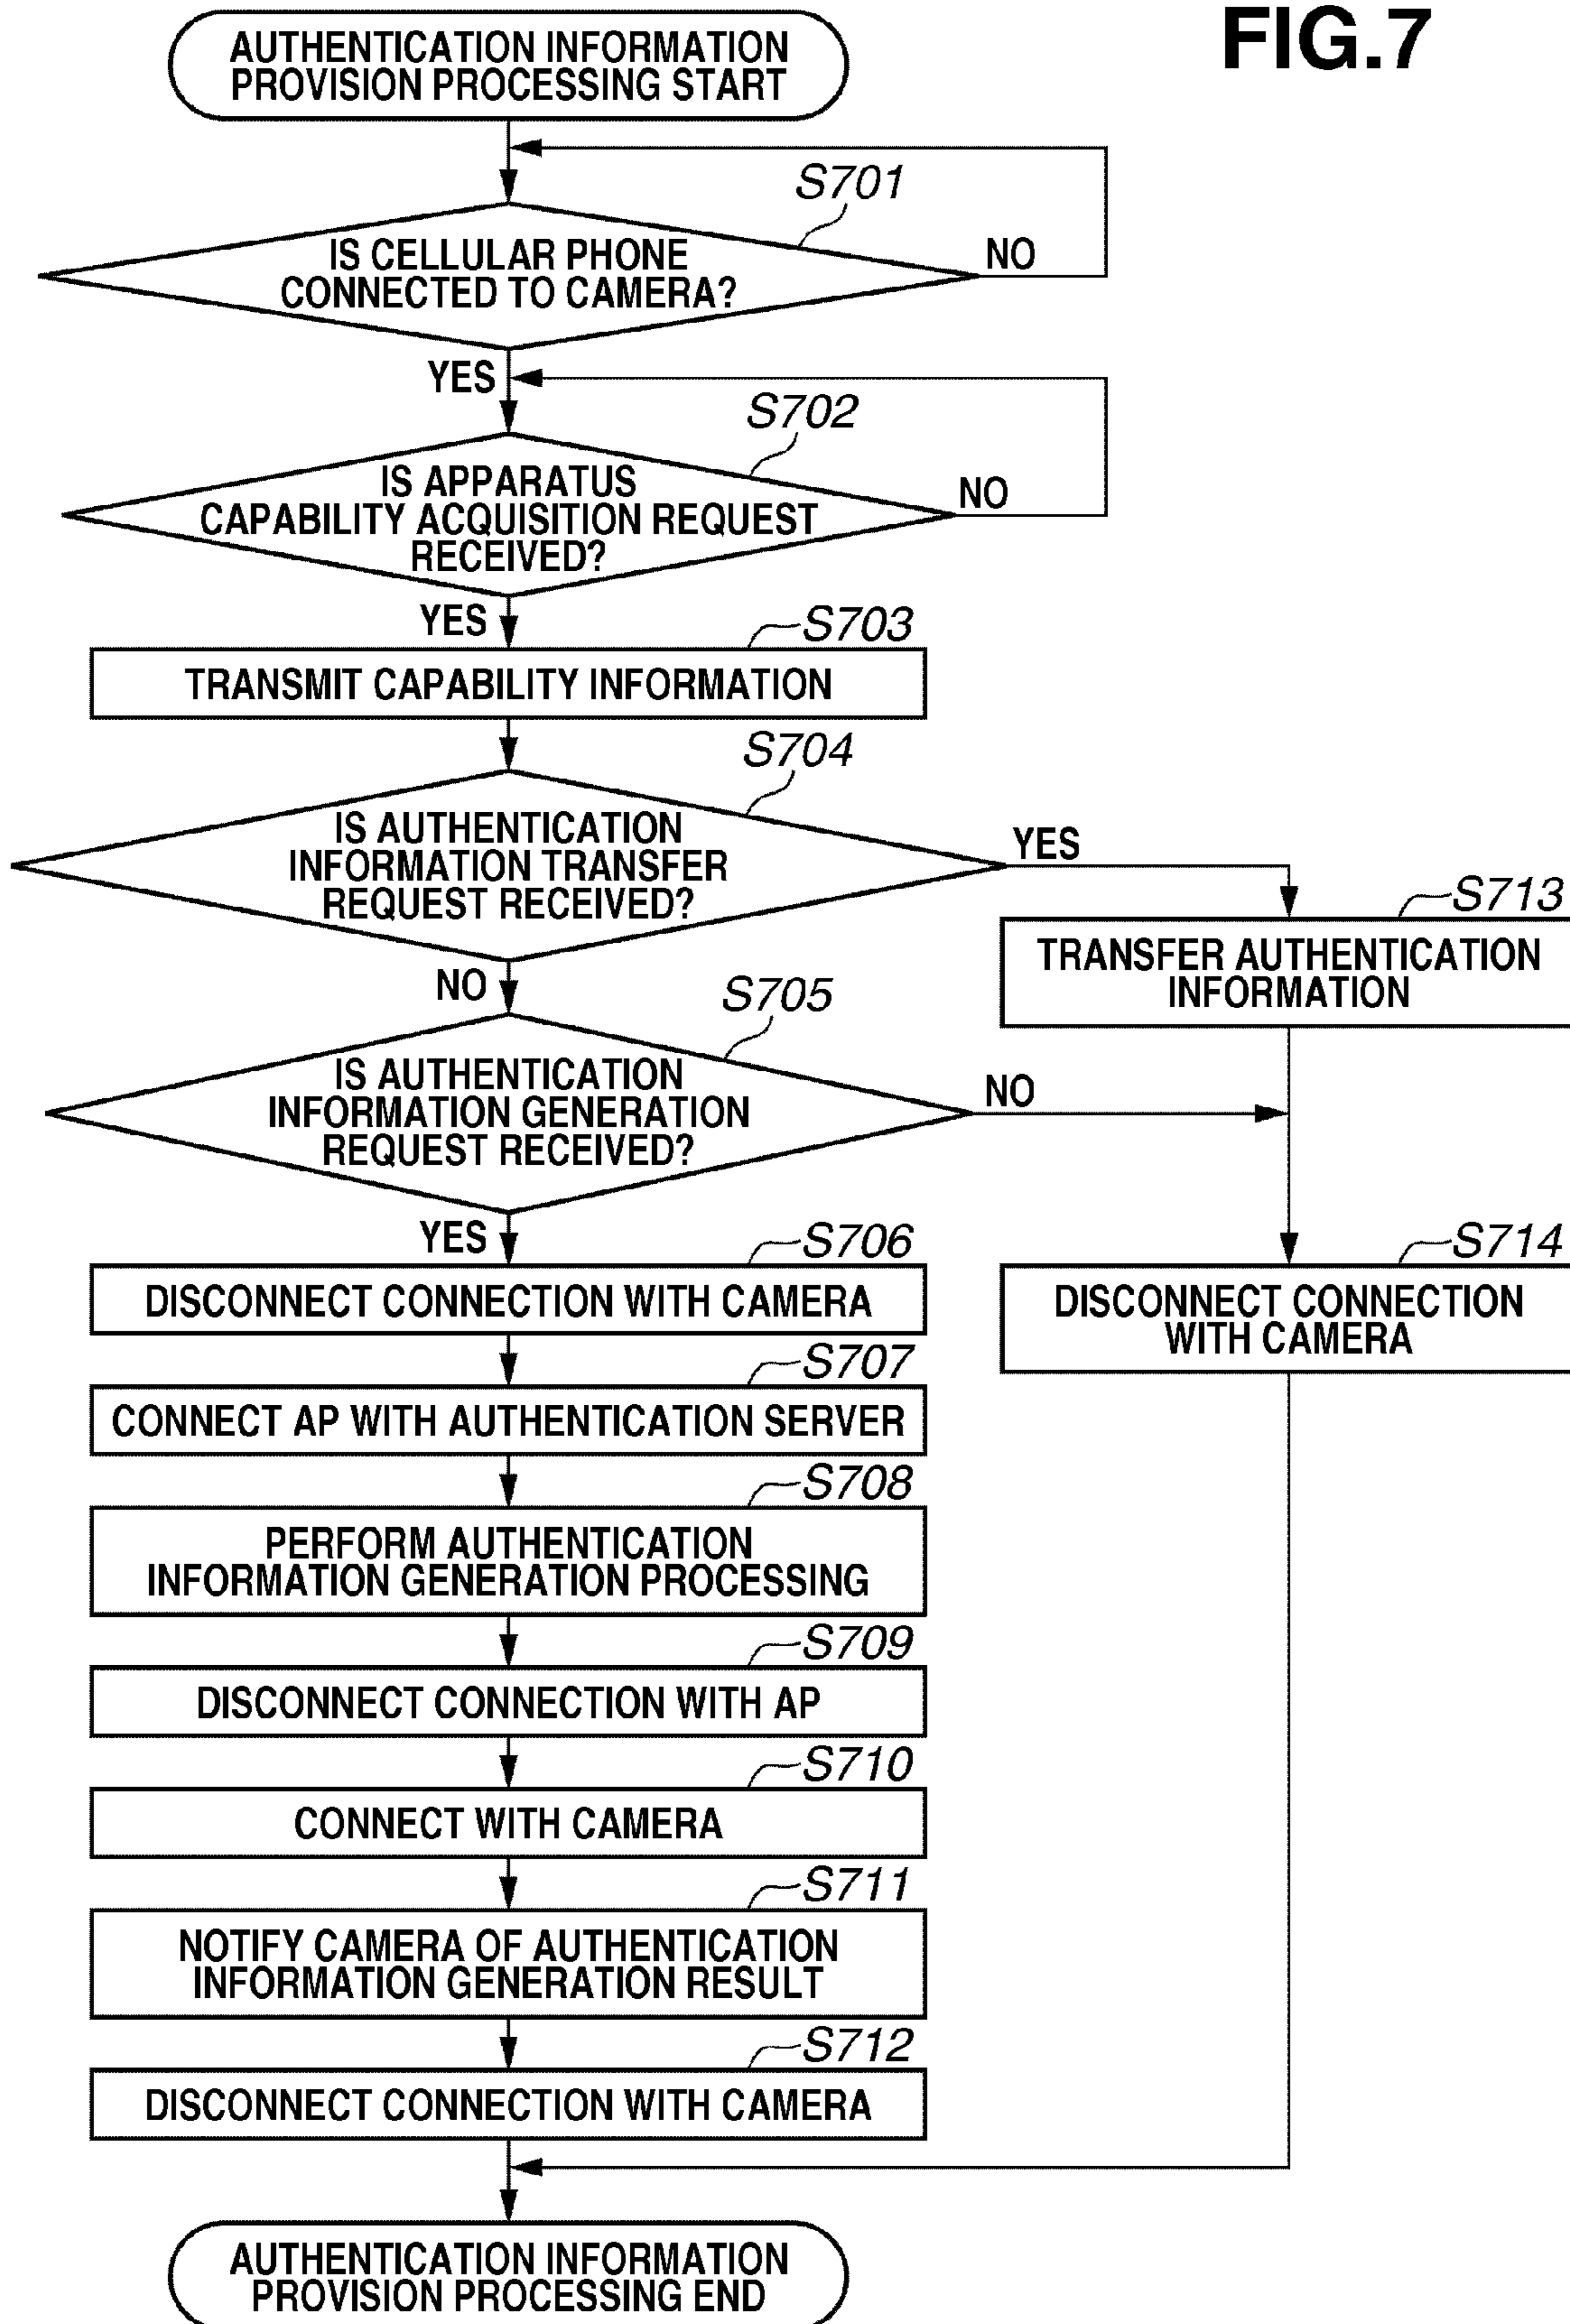 FIG.7
AUTHENTICATION INFORMATION
PROVISION PROCESSING START
S701
IS CELLULAR PHONE
CONNECTED TO CAMERA?
NO
YES
S702
IS APPARATUS
CAPABILITY ACQUISITION REQUEST
RECEIVED?
NO
YES
S703
TRANSMIT CAPABILITY INFORMATION
S704
IS AUTHENTICATION
INFORMATION TRANSFER
REQUEST RECEIVED?
YES
S713
TRANSFER AUTHENTICATION
INFORMATION
NO
S705
IS AUTHENTICATION
INFORMATION GENERATION
REQUEST RECEIVED?
NO
YES
S706
DISCONNECT CONNECTION WITH CAMERA
S714
DISCONNECT CONNECTION
WITH CAMERA
S707
CONNECT AP WITH AUTHENTICATION SERVER
S708
PERFORM AUTHENTICATION
INFORMATION GENERATION PROCESSING
S709
DISCONNECT CONNECTION WITH AP
S710
CONNECT WITH CAMERA
S711
NOTIFY CAMERA OF AUTHENTICATION
INFORMATION GENERATION RESULT
S712
DISCONNECT CONNECTION WITH CAMERA
AUTHENTICATION INFORMATION
PROVISION PROCESSING END